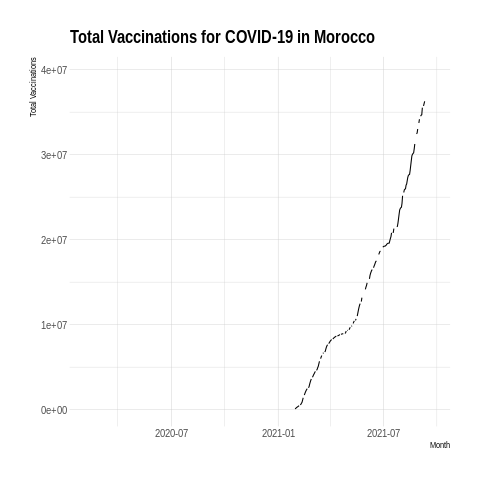 Total Vaccinations for COVID-19 in Morocco
Total Vaccinations
4e+07
3e+07
2e+07
1e+07
0e+00
2020-07
2021-01
2021-07
Month